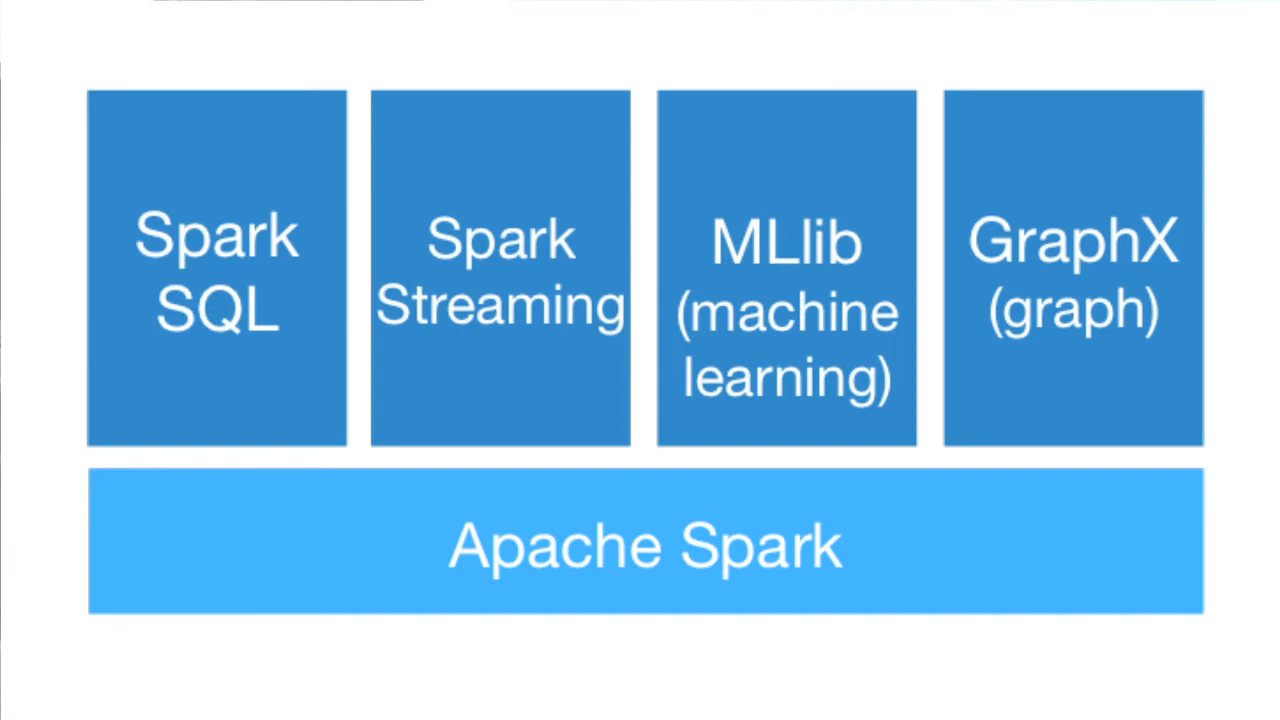 Spark
SQL
Spark
Streaming
MLlib
(machine
learning)
GraphX
(graph)
Apache Spark